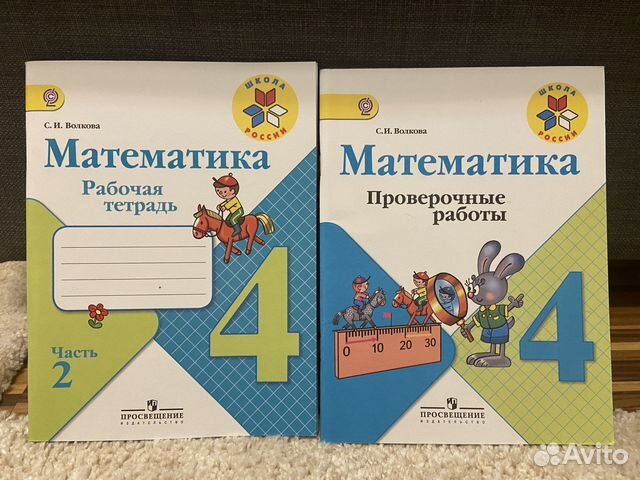 ШКОЛА
РОССИИ
С. И. Волкова
Математика
Рабочая
тетрадь
4
Часть
2
ПРОСВЕЩЕНИЕ
ИЗДАТЕЛЬСТВО
ШКОЛА
РОССИИ
С. И. Волкова
Математика
Проверочные
работы
0 10 20 30
4
ПРОСВЕЩЕНИЕ
ИЗДАТЕЛЬСТВО
Avito